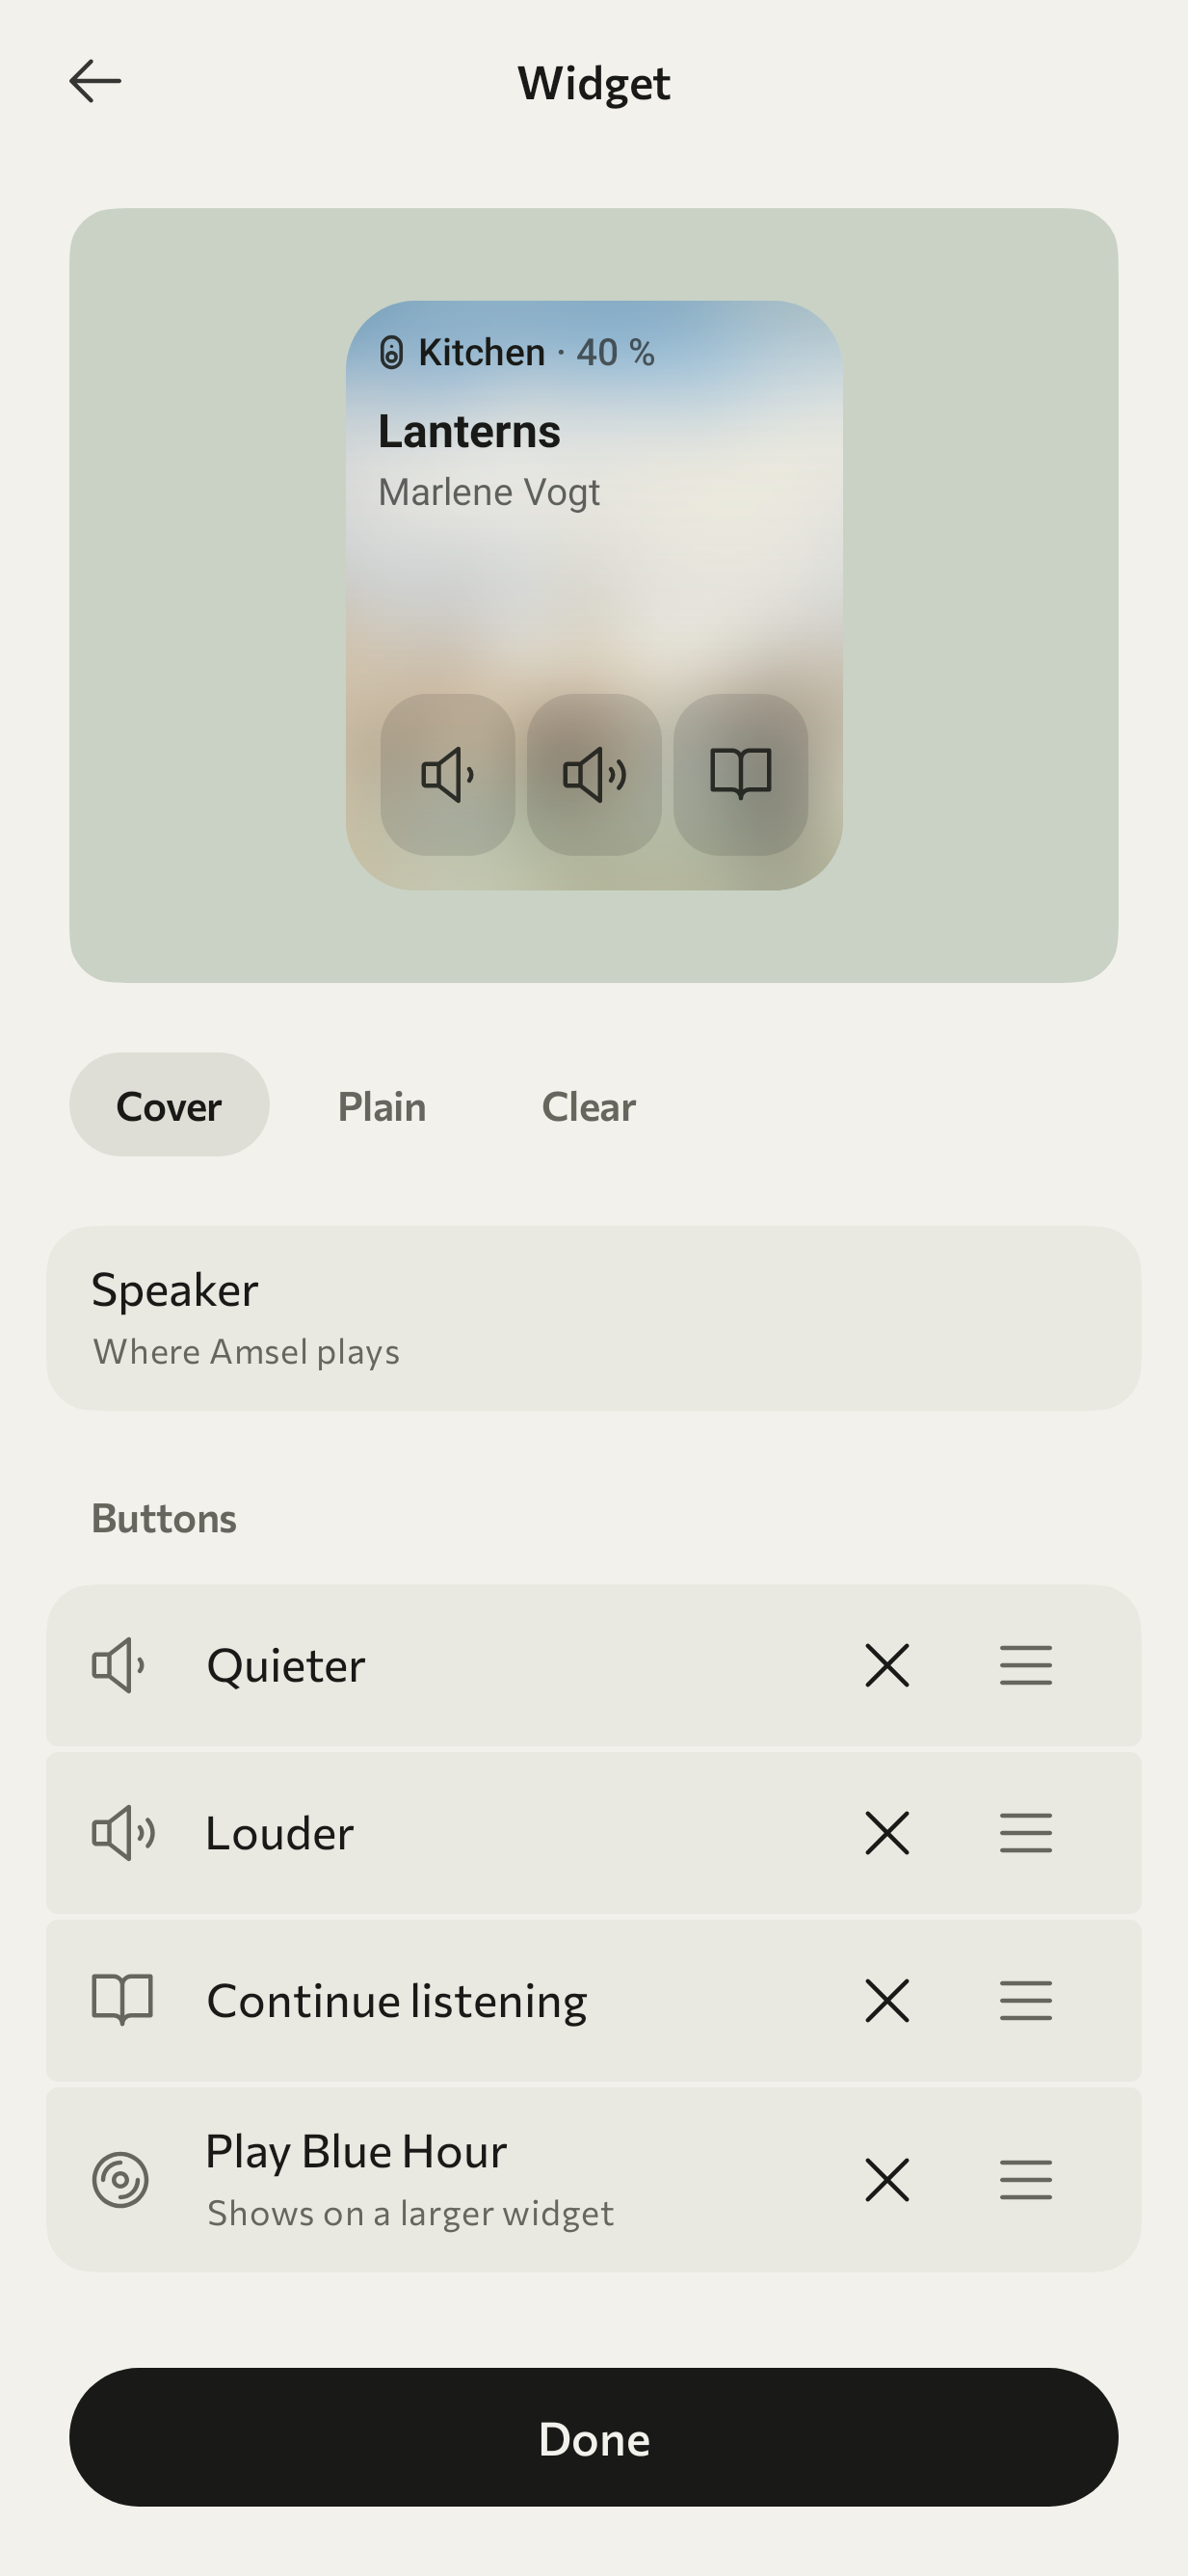 Widget
Kitchen · 40 %
Lanterns
Marlene Vogt
Cover
Plain
Clear
Speaker
Where Amsel plays
Buttons
Quieter
Louder
Continue listening
Play Blue Hour
Shows on a larger widget
Done